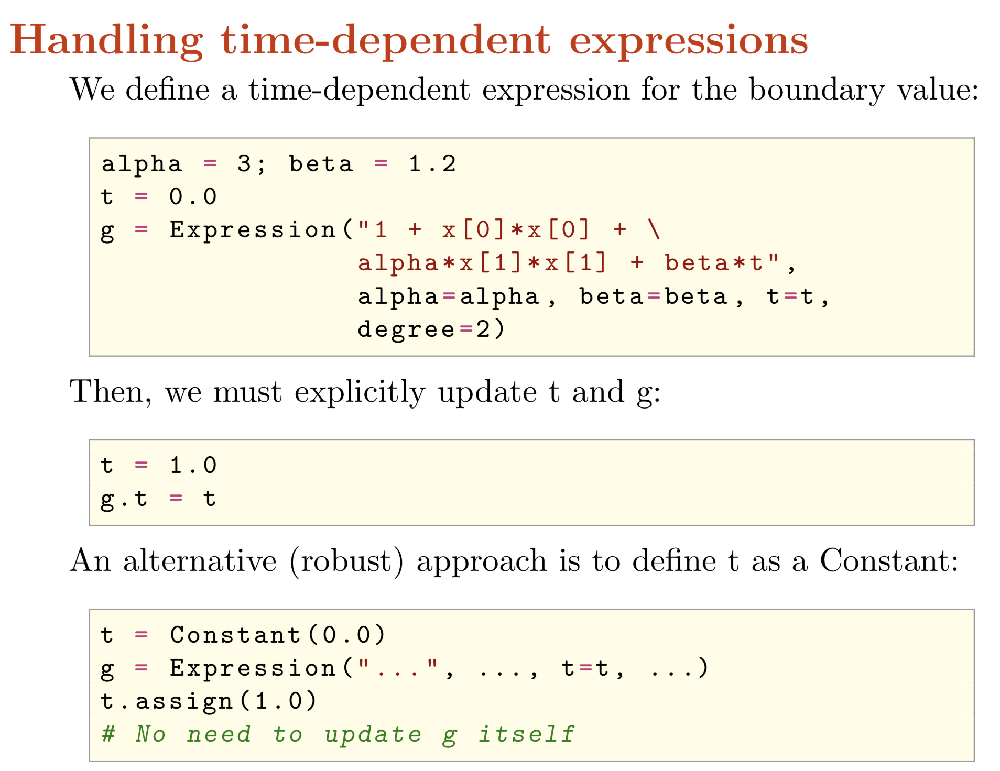 Handling time-dependent expressions
We define a time-dependent expression for the boundary value:
alpha = 3; beta = 1.2
t = 0.0
g = Expression("1 + x[0]*x[0] + \
alpha*x[1]*x[1] + beta*t",
alpha=alpha, beta=beta, t=t,
degree=2)
Then, we must explicitly update t and g:
t = 1.0
g.t = t
An alternative (robust) approach is to define t as a Constant:
t = Constant(0.0)
g = Expression("...", ..., t=t, ...)
t.assign(1.0)
# No need to update g itself